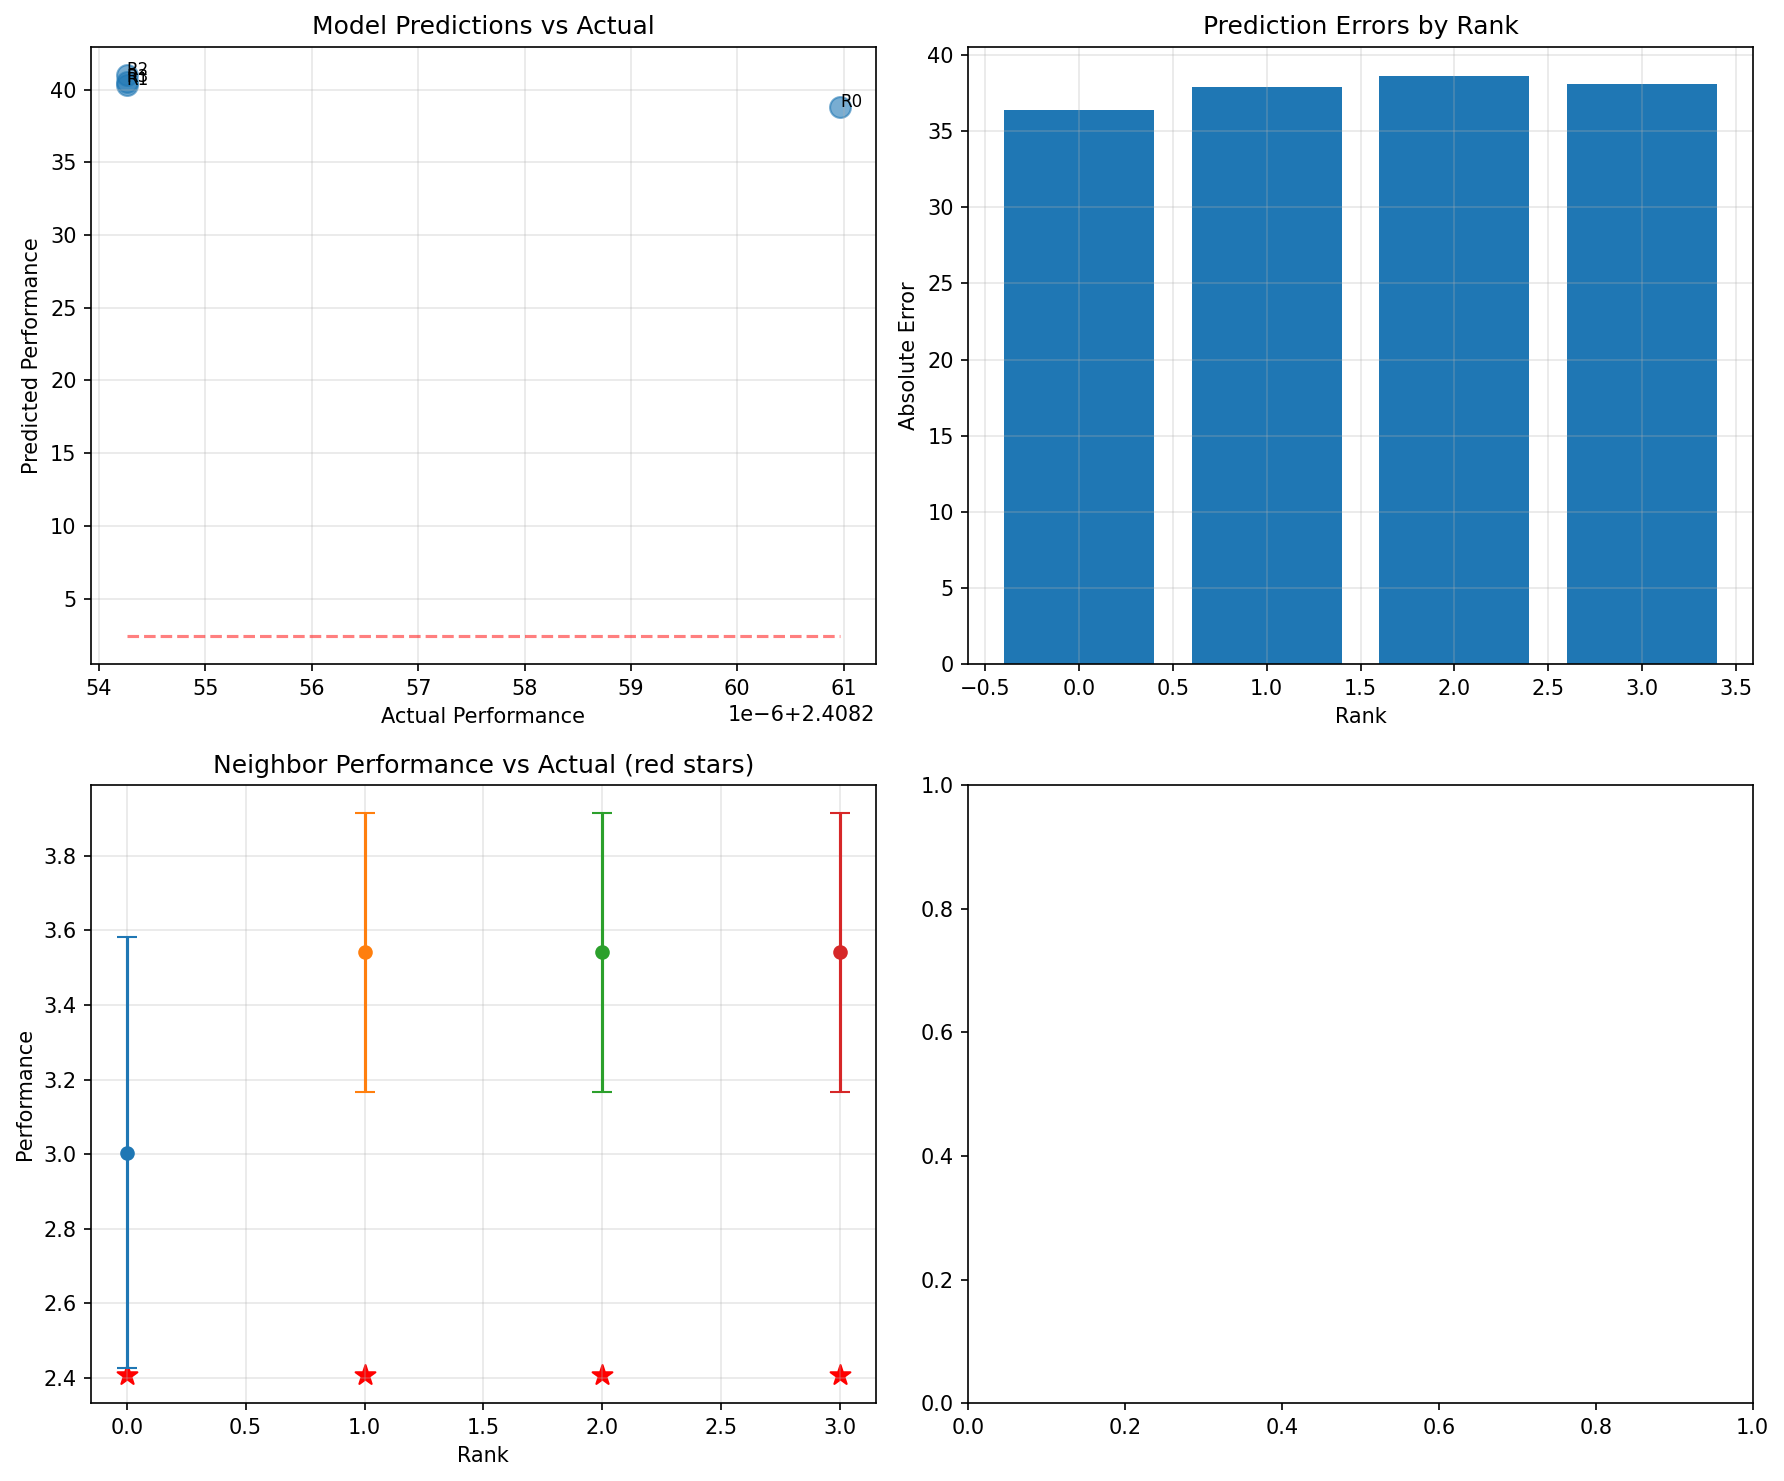 Model Predictions vs Actual
Predicted Performance
40
35
30
25
20
15
10
5
R2
R1
R0
54 55 56 57 58 59 60 61
Actual Performance
1e−6+2.4082
Prediction Errors by Rank
Absolute Error
40
35
30
25
20
15
10
5
0
−0.5 0.0 0.5 1.0 1.5 2.0 2.5 3.0 3.5
Rank
Neighbor Performance vs Actual (red stars)
Performance
3.8
3.6
3.4
3.2
3.0
2.8
2.6
2.4
0.0 0.5 1.0 1.5 2.0 2.5 3.0
Rank
1.0
0.8
0.6
0.4
0.2
0.0
0.0 0.2 0.4 0.6 0.8 1.0